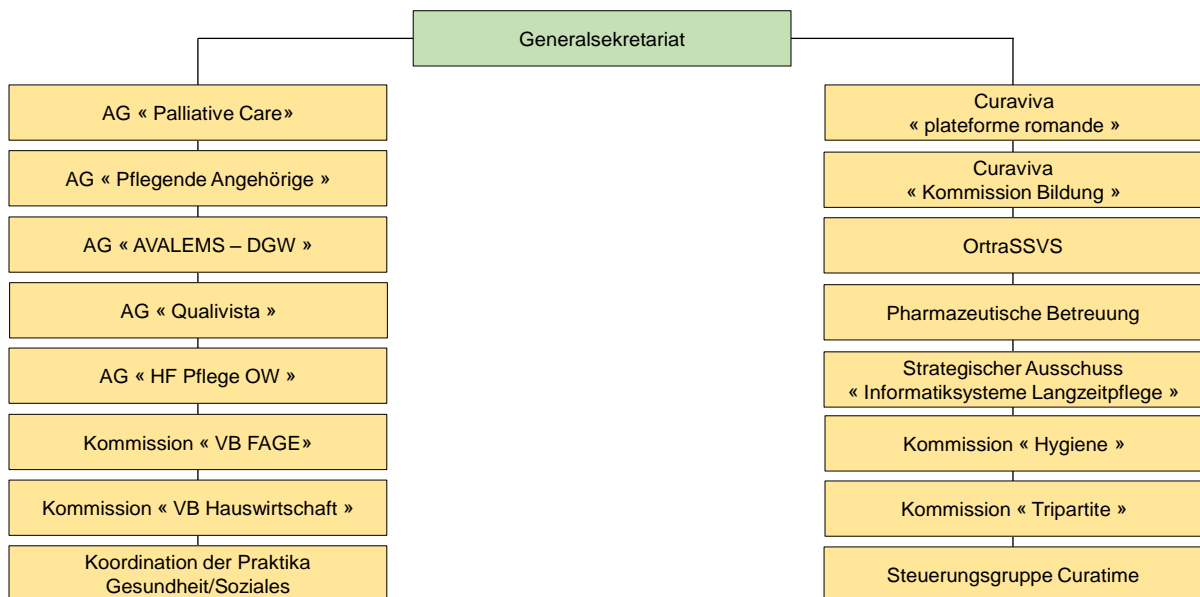 Generalsekretariat
AG « Palliative Care»
AG « Pflegende Angehörige »
AG « AVALEMS – DGW »
AG « Qualivista »
AG « HF Pflege OW »
Kommission « VB FAGE»
Kommission « VB Hauswirtschaft »
Koordination der Praktika
Gesundheit/Soziales
Curaviva
« plateforme romande »
Curaviva
« Kommission Bildung »
OrtraSSVS
Pharmazeutische Betreuung
Strategischer Ausschuss
« Informatiksysteme Langzeitpflege »
Kommission « Hygiene »
Kommission « Tripartite »
Steuerungsgruppe Curatime